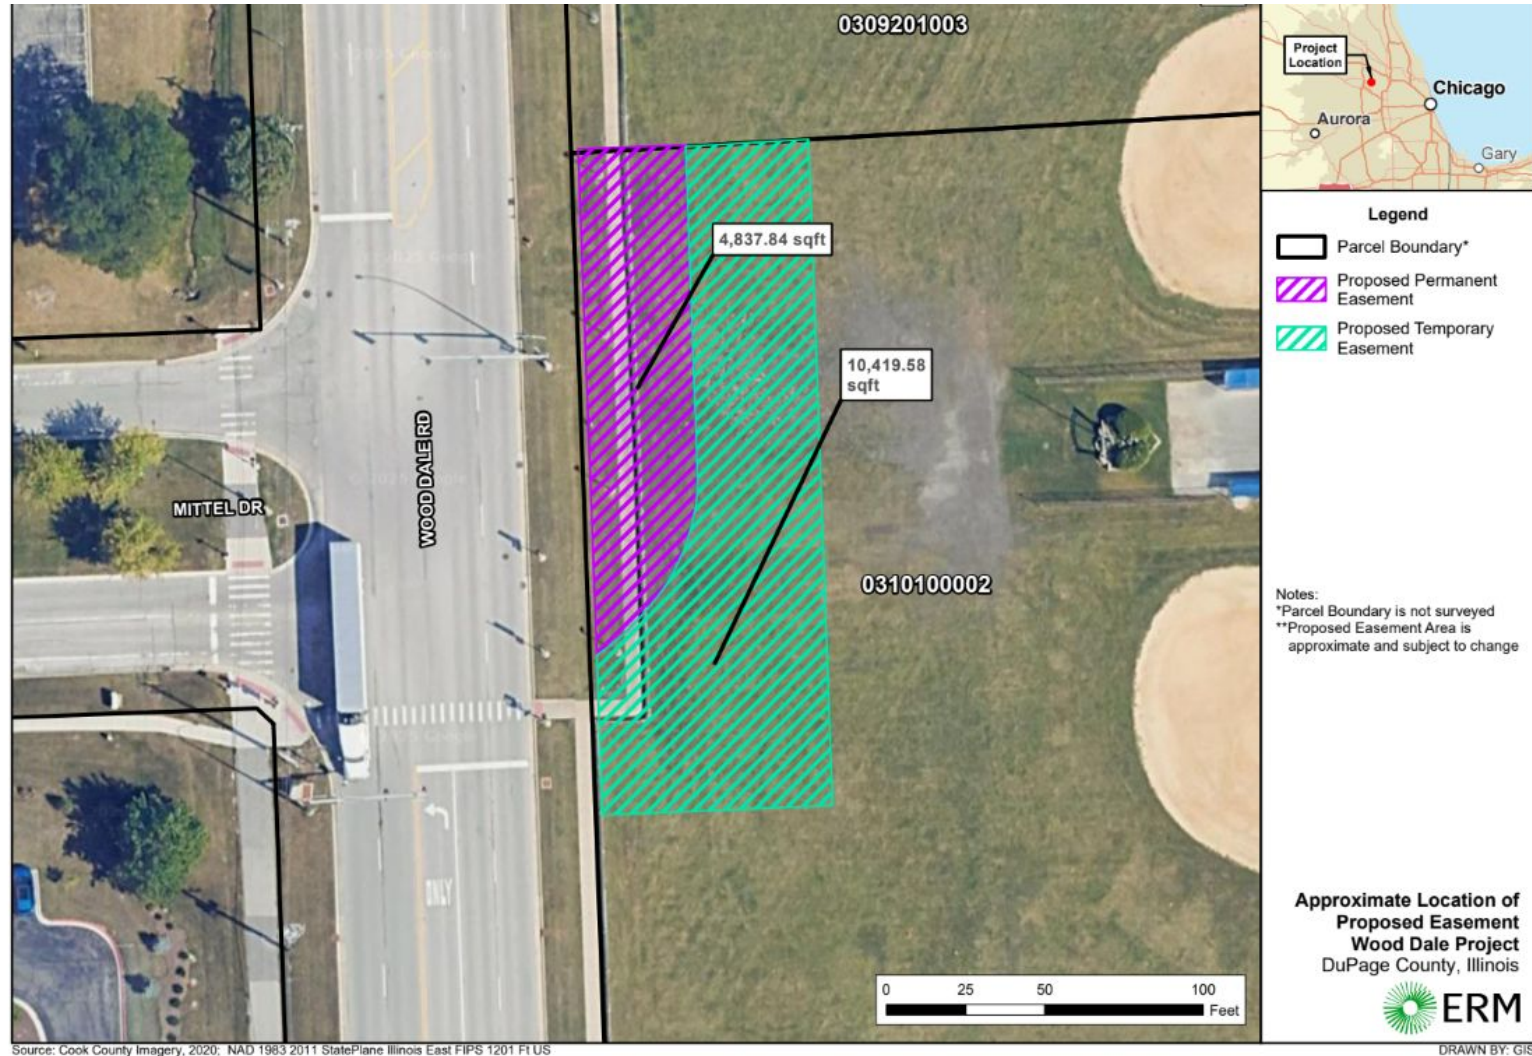 0309201003
4,837.84 sqft
10,419.58
sqft
WOOD DALE RD
MITTEL DR
0310100002
ONLY
0 25 50 100
Feet
Project
Location
Chicago
Aurora
Gary
Legend
Parcel Boundary*
Proposed Permanent
Easement
Proposed Temporary
Easement
Notes:
*Parcel Boundary is not surveyed
**Proposed Easement Area is
approximate and subject to change
Approximate Location of
Proposed Easement
Wood Dale Project
DuPage County, Illinois
ERM
Source: Cook County Imagery, 2020; NAD 1983 2011 StatePlane Illinois East FIPS 1201 Ft US
DRAWN BY: GIS